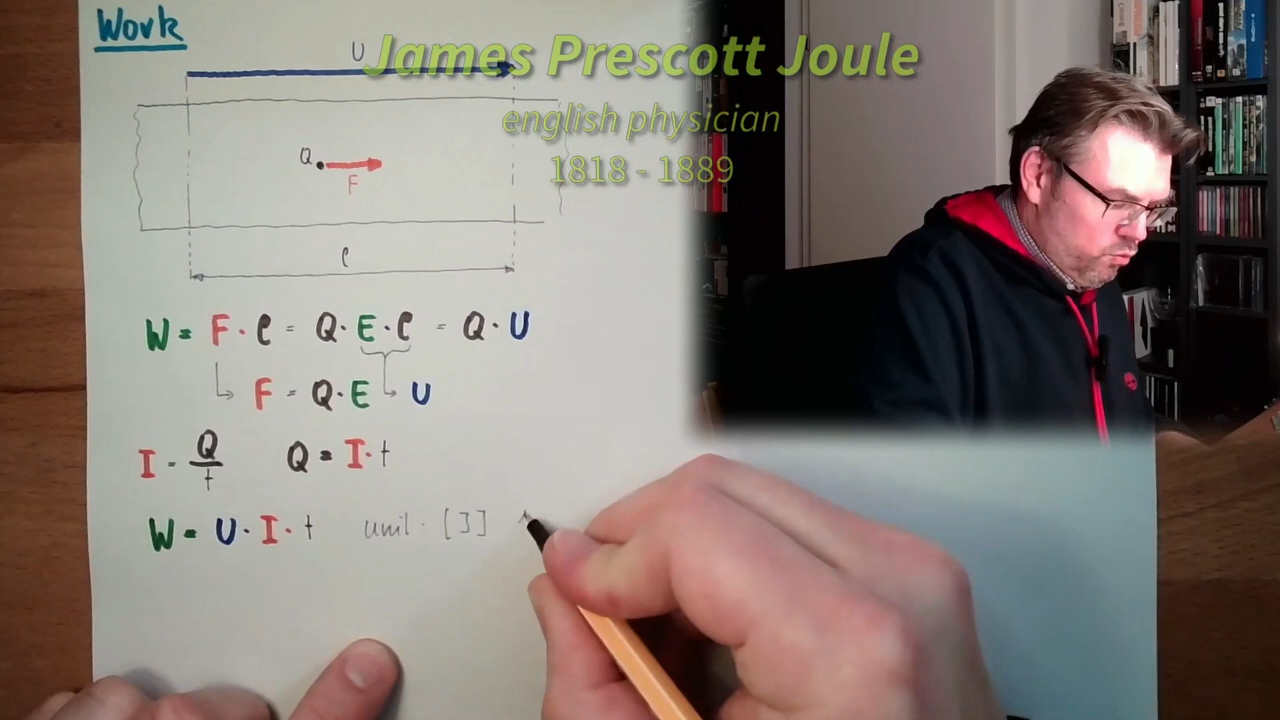 Work
James Prescott Joule
english physician
1818 - 1889
U
Q
F
l
W = F · l = Q · E · l = Q · U
F = Q · E U
I = Q / t Q = I · t
W = U · I · t unit · [J]